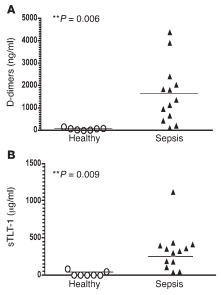 A
**P = 0.006
D-dimers (ng/ml)
5000
4000
3000
2000
1000
0
Healthy
Sepsis
B
**P = 0.009
sTLT-1 (µg/ml)
1500
1000
500
0
Healthy
Sepsis